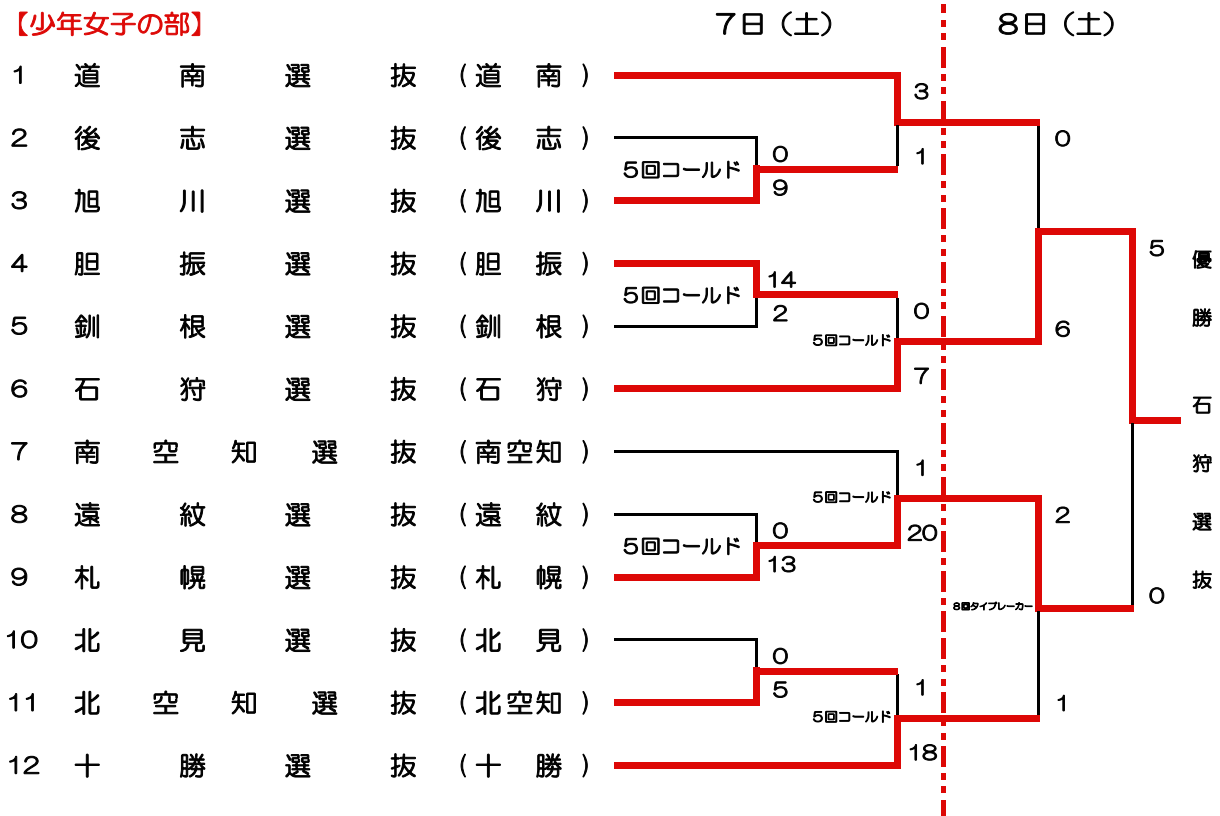 【少年女子の部】 7日（土） 8日（土）
1 道南選抜 （道南） 3
0
2 後志選抜 （後志） 0 1
5回コールド
3 旭川選抜 （旭川） 9
5 優
4 胆振選抜 （胆振） 14
5回コールド 0 勝
5 釧根選抜 （釧根） 2 6
5回コールド
6 石狩選抜 （石狩） 7 石
7 南空知選抜 （南空知） 1 狩
5回コールド
8 遠紋選抜 （遠紋） 0 20 2 選
5回コールド
9 札幌選抜 （札幌） 13 抜
0
8回タイブレーカー
10 北見選抜 （北見） 0
11 北空知選抜 （北空知） 5 1 1
5回コールド
12 十勝選抜 （十勝） 18